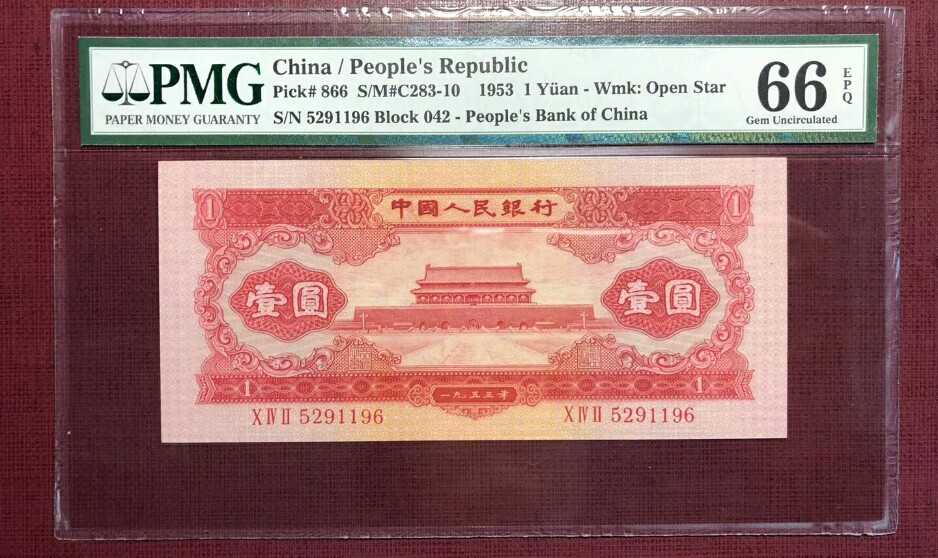 PMG
PAPER MONEY GUARANTY
China / People's Republic
Pick# 866 S/M#C283-10 1953 1 Yüan - Wmk: Open Star
S/N 5291196 Block 042 - People's Bank of China
66 EPQ
Gem Uncirculated
1 中國人民銀行 1
壹圓 壹圓
1 一九五三年 1
XIVII 5291196 XIVII 5291196